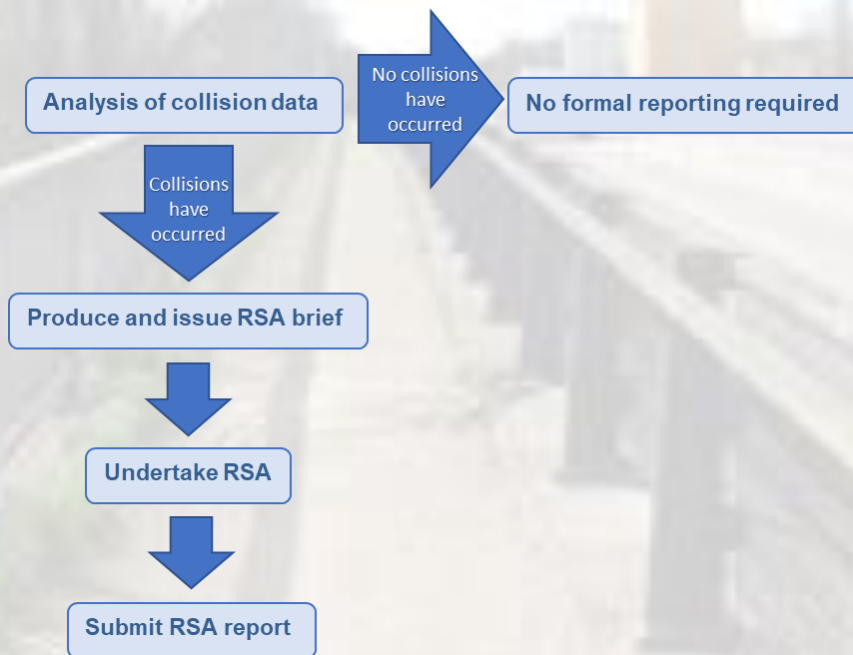 Analysis of collision data
No collisions
have
occurred
No formal reporting required
Collisions
have
occurred
Produce and issue RSA brief
Undertake RSA
Submit RSA report